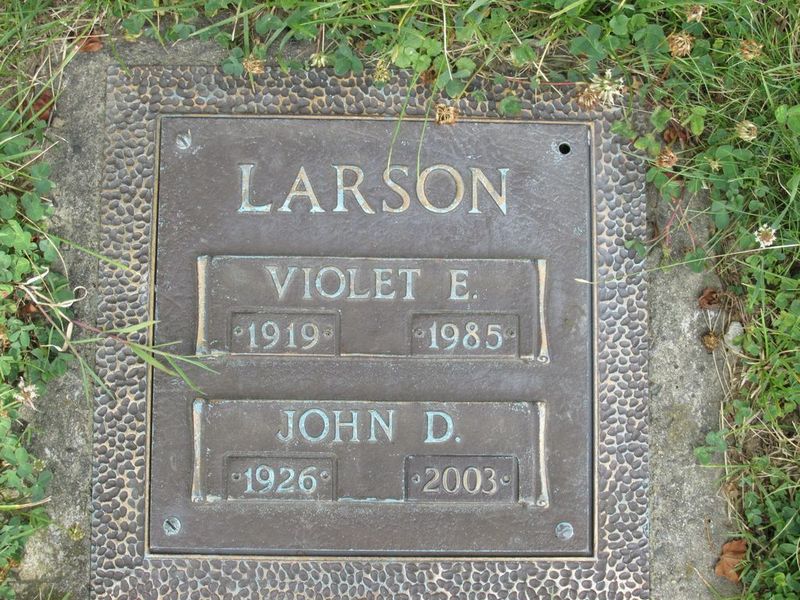 LARSON
VIOLET E.
1919 1985
JOHN D.
1926 2003